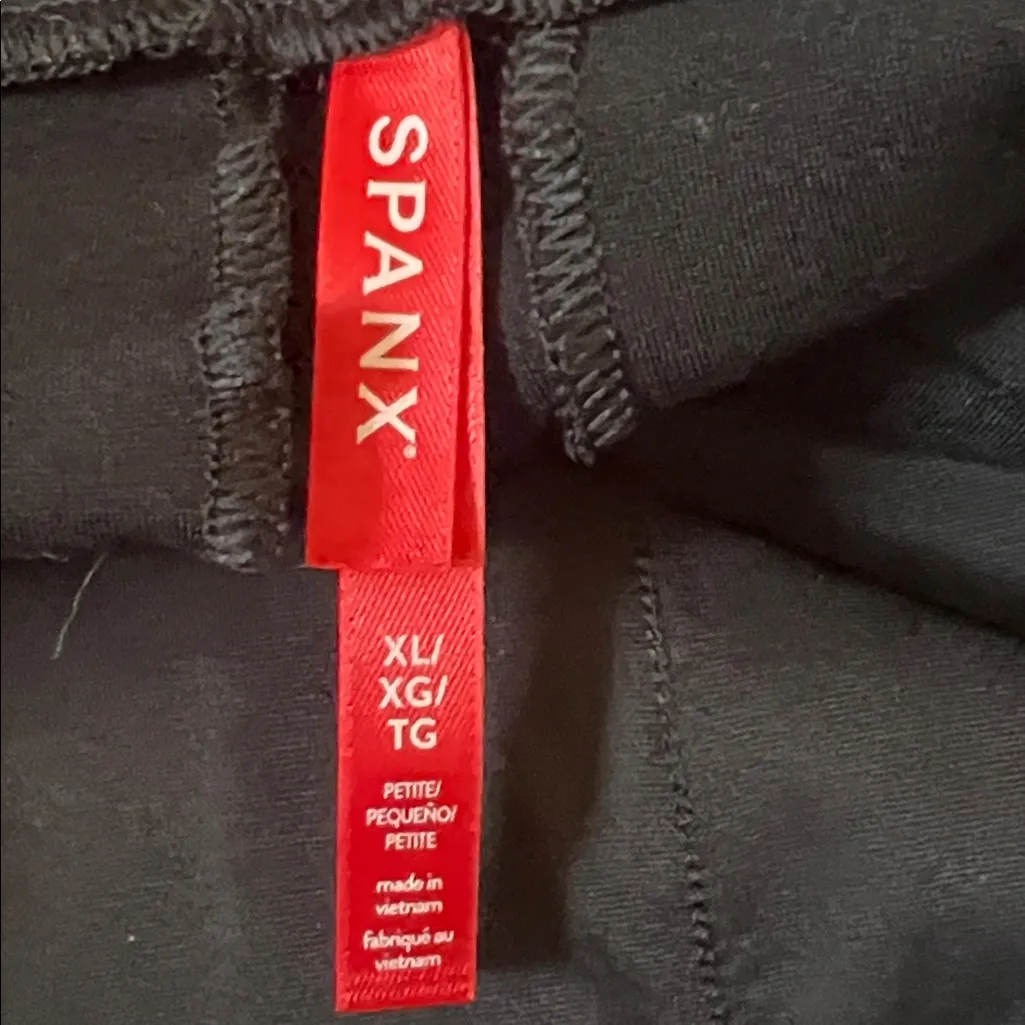 SPANX®
XL/
XG/
TG
PETITE/
PEQUEÑO/
PETITE
made in
vietnam
fabriqué au
vietnam